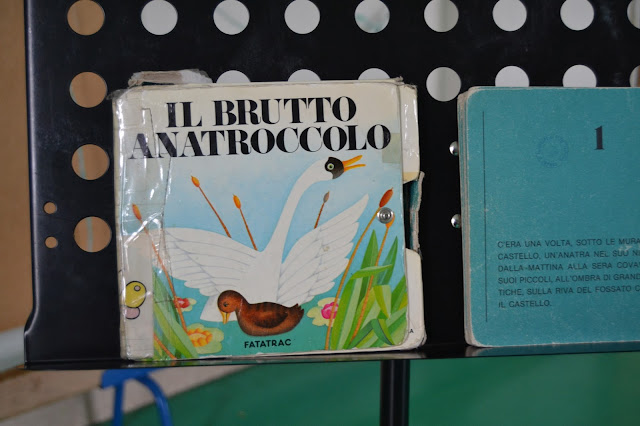 IL BRUTTO
ANATROCCOLO
FATATRAC
A
1
C'ERA UNA VOLTA, SOTTO LE MURA
CASTELLO, UN'ANATRA NEL SUO N
DALLA MATTINA ALLA SERA COVA
SUOI PICCOLI ALL'OMBRA DI GRAND
TICHE, SULLA RIVA DEL FOSSATO C
IL CASTELLO.